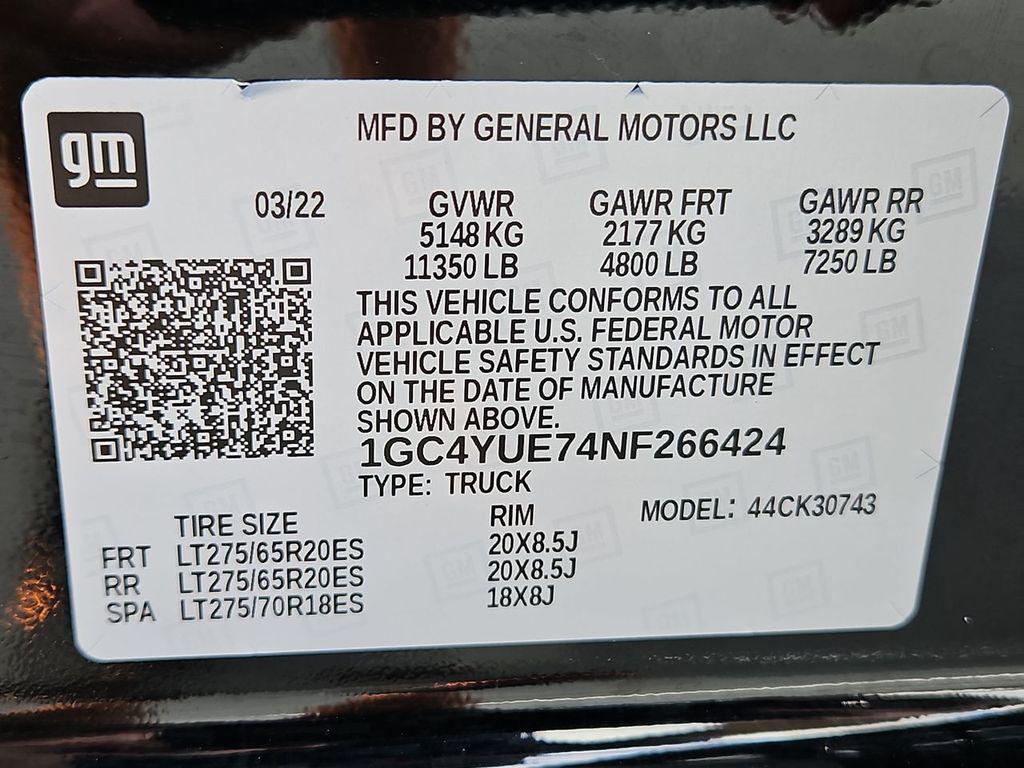 gm
MFD BY GENERAL MOTORS LLC
03/22 GVWR GAWR FRT GAWR RR
5148 KG 2177 KG 3289 KG
11350 LB 4800 LB 7250 LB
THIS VEHICLE CONFORMS TO ALL
APPLICABLE U.S. FEDERAL MOTOR
VEHICLE SAFETY STANDARDS IN EFFECT
ON THE DATE OF MANUFACTURE
SHOWN ABOVE.
1GC4YUE74NF266424
TYPE: TRUCK
MODEL: 44CK30743
TIRE SIZE RIM
FRT LT275/65R20ES 20X8.5J
RR LT275/65R20ES 20X8.5J
SPA LT275/70R18ES 18X8J